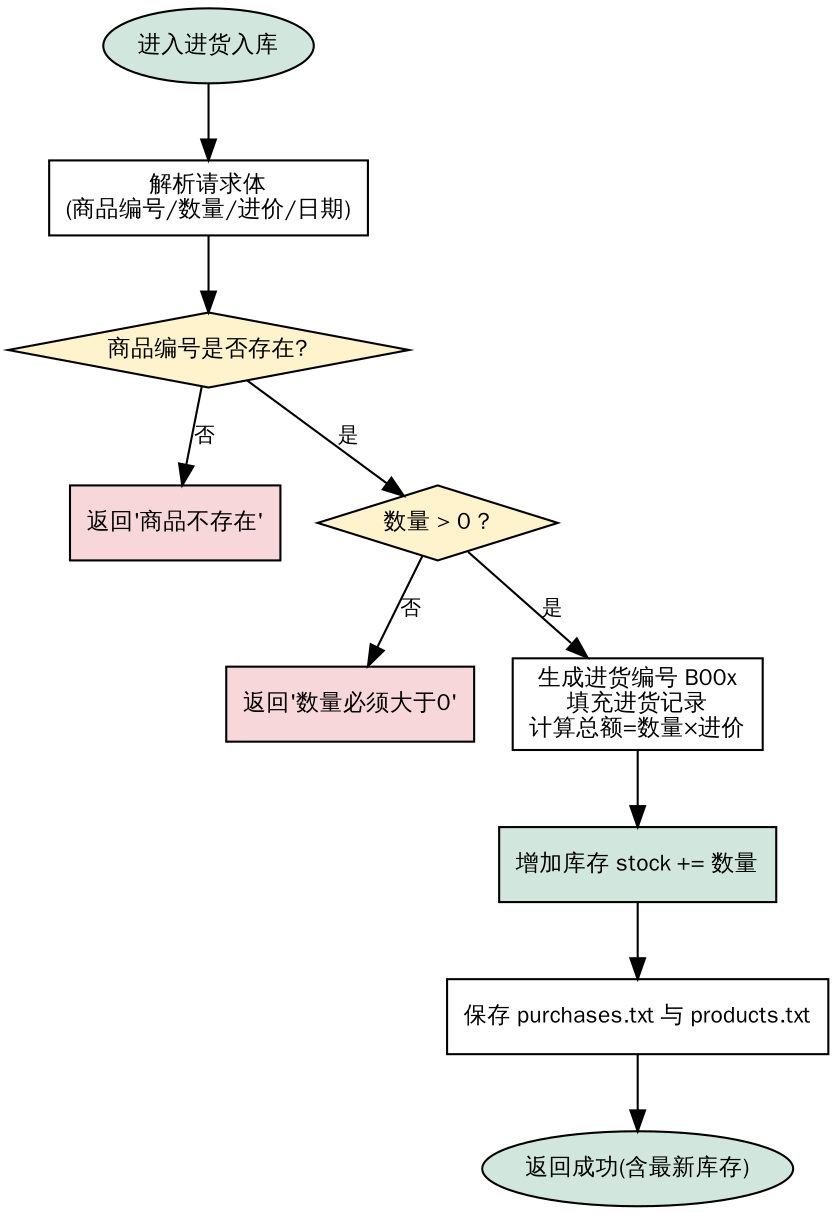 进入进货入库
解析请求体
(商品编号/数量/进价/日期)
商品编号是否存在?
否
是
返回'商品不存在'
数量 > 0 ?
否
是
返回'数量必须大于0'
生成进货编号 B00x
填充进货记录
计算总额=数量×进价
增加库存 stock += 数量
保存 purchases.txt 与 products.txt
返回成功(含最新库存)